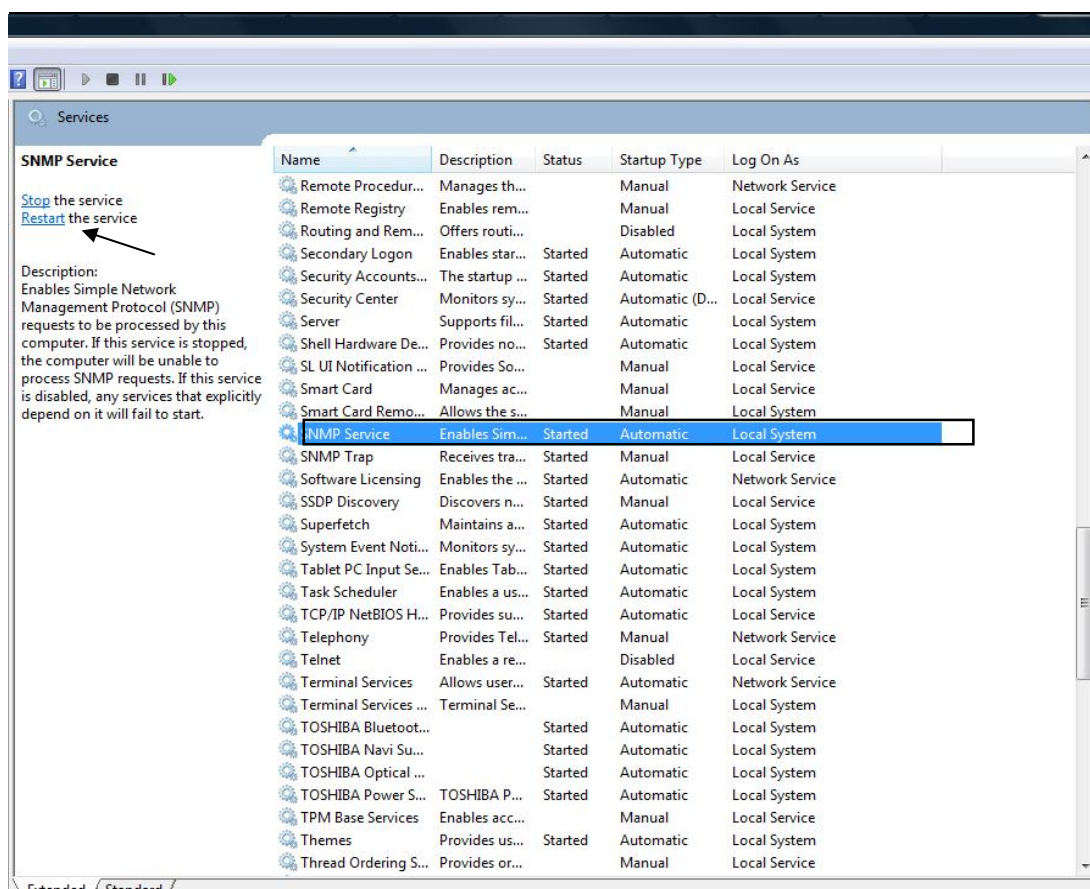 ?
Services
SNMP Service
Stop the service
Restart the service
Description:
Enables Simple Network
Management Protocol (SNMP)
requests to be processed by this
computer. If this service is stopped,
the computer will be unable to
process SNMP requests. If this service
is disabled, any services that explicitly
depend on it will fail to start.
Name Description Status Startup Type Log On As
Remote Procedur... Manages th... Manual Network Service
Remote Registry Enables rem... Manual Local Service
Routing and Rem... Offers routi... Disabled Local System
Secondary Logon Enables star... Started Automatic Local System
Security Accounts... The startup ... Started Automatic Local System
Security Center Monitors sy... Started Automatic (D... Local Service
Server Supports fil... Started Automatic Local System
Shell Hardware De... Provides no... Started Automatic Local System
SL UI Notification ... Provides So... Manual Local Service
Smart Card Manages ac... Manual Local Service
Smart Card Remo... Allows the s... Manual Local System
SNMP Service Enables Sim... Started Automatic Local System
SNMP Trap Receives tra... Started Manual Local Service
Software Licensing Enables the ... Started Automatic Network Service
SSDP Discovery Discovers n... Started Manual Local Service
Superfetch Maintains a... Started Automatic Local System
System Event Noti... Monitors sy... Started Automatic Local System
Tablet PC Input Se... Enables Tab... Started Automatic Local System
Task Scheduler Enables a us... Started Automatic Local System
TCP/IP NetBIOS H... Provides su... Started Automatic Local Service
Telephony Provides Tel... Started Manual Network Service
Telnet Enables a re... Disabled Local Service
Terminal Services Allows user... Started Automatic Network Service
Terminal Services ... Terminal Se... Manual Local System
TOSHIBA Bluetoot... Started Automatic Local System
TOSHIBA Navi Su... Started Automatic Local System
TOSHIBA Optical ... Started Automatic Local System
TOSHIBA Power S... TOSHIBA P... Started Automatic Local System
TPM Base Services Enables acc... Manual Local Service
Themes Provides us... Started Automatic Local System
Thread Ordering S... Provides or... Manual Local Service
Extended Standard